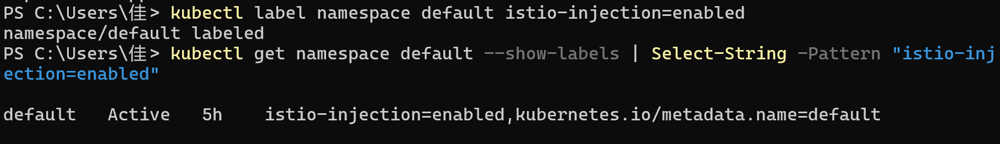 PS C:\Users\佳> kubectl label namespace default istio-injection=enabled
namespace/default labeled
PS C:\Users\佳> kubectl get namespace default --show-labels | Select-String -Pattern "istio-inj
ection=enabled"
default   Active   5h    istio-injection=enabled,kubernetes.io/metadata.name=default